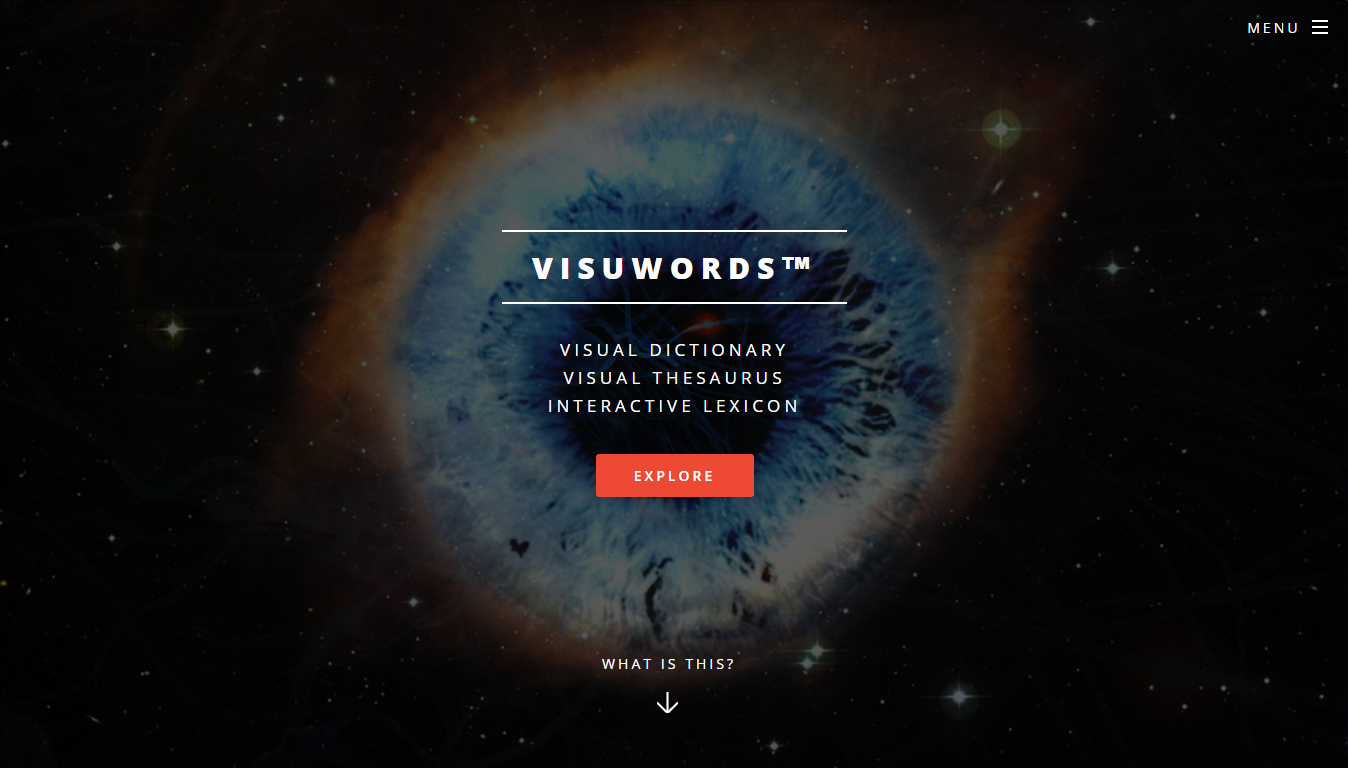 MENU
VISUWORDS™
VISUAL DICTIONARY
VISUAL THESAURUS
INTERACTIVE LEXICON
EXPLORE
WHAT IS THIS?